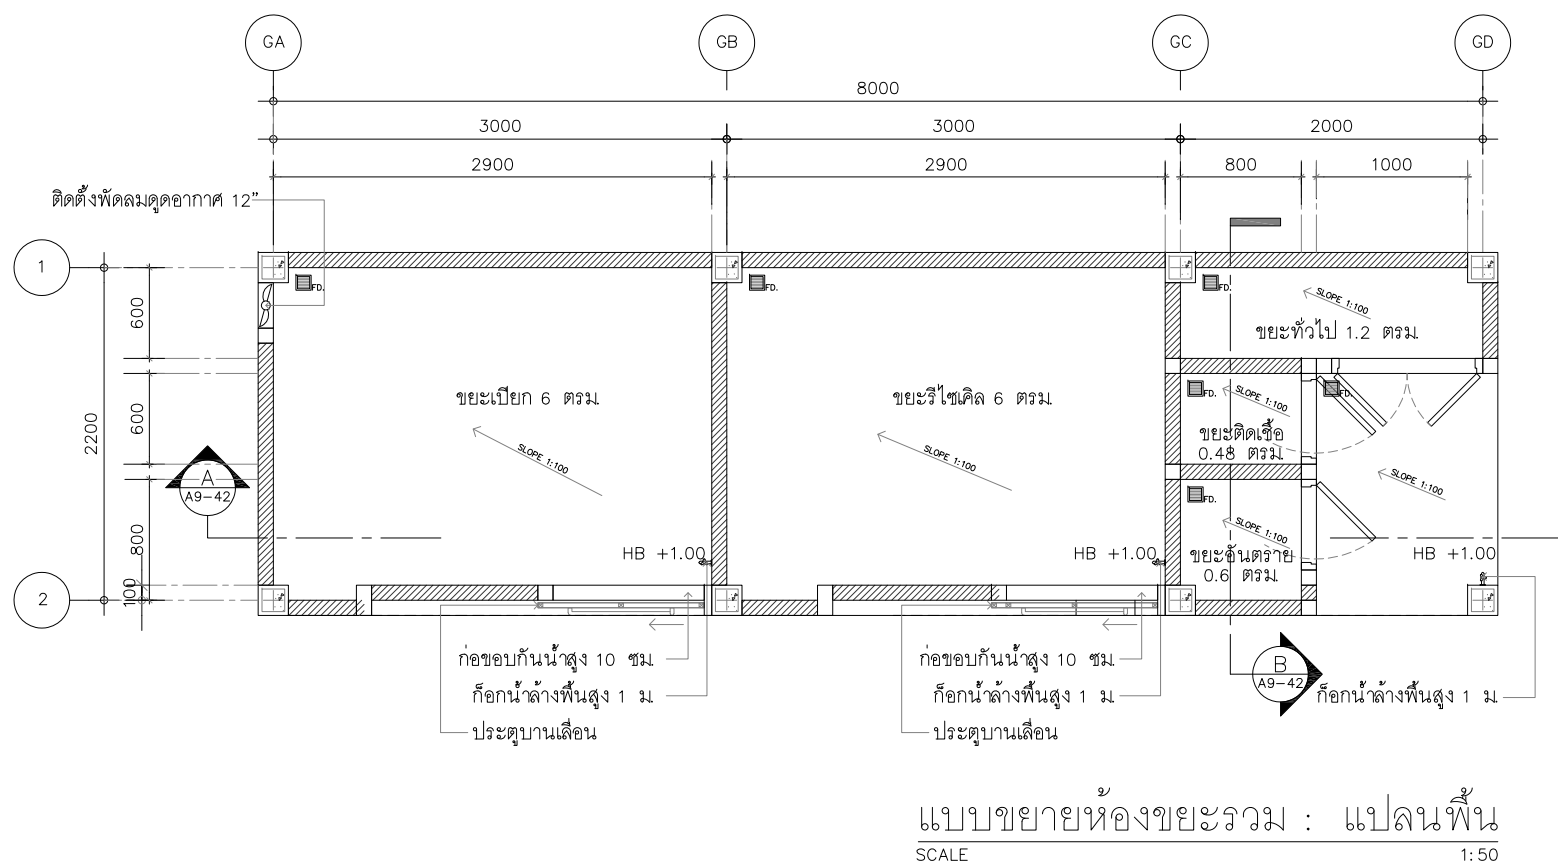 GA GB GC GD
8000
3000 3000 2000
2900 2900 800 1000
ติดตั้งพัดลมดูดอากาศ 12"
1
FD. FD. FD.
SLOPE 1:100
600
ขยะทั่วไป 1.2 ตรม.
ขยะเปียก 6 ตรม. ขยะรีไซเคิล 6 ตรม.
FD. FD.
SLOPE 1:100
600
2200
ขยะติดเชื้อ
0.48 ตรม.
SLOPE 1:100 SLOPE 1:100 SLOPE 1:100
A
A9-42
FD.
SLOPE 1:100
800
HB +1.00 HB +1.00 HB +1.00
ขยะอันตราย
0.6 ตรม.
100
2
ก่อขอบกันน้ำสูง 10 ซม. ก่อขอบกันน้ำสูง 10 ซม.
B
A9-42
ก็อกน้ำล้างพื้นสูง 1 ม. ก็อกน้ำล้างพื้นสูง 1 ม. ก็อกน้ำล้างพื้นสูง 1 ม.
ประตูบานเลื่อน ประตูบานเลื่อน
แบบขยายห้องขยะรวม : แปลนพื้น
SCALE 1:50